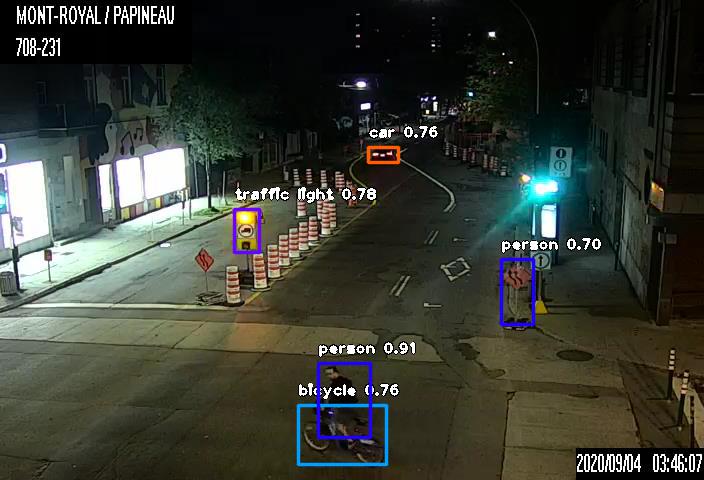 MONT-ROYAL / PAPINEAU
708-231
car 0.76
traffic light 0.78
person 0.70
person 0.91
bicycle 0.76
2020/09/04 03:46:07